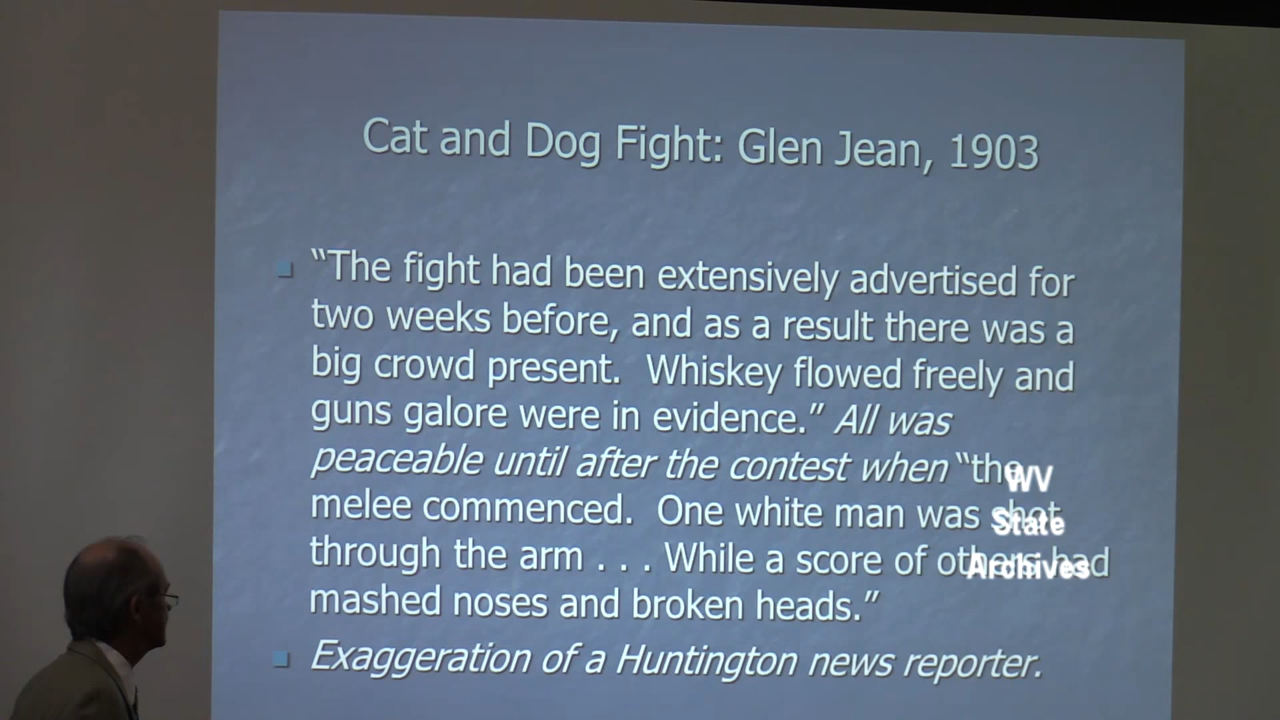 Cat and Dog Fight: Glen Jean, 1903
“The fight had been extensively advertised for
two weeks before, and as a result there was a
big crowd present. Whiskey flowed freely and
guns galore were in evidence.” All was
peaceable until after the contest when “the
melee commenced. One white man was shot
through the arm . . . While a score of others had
mashed noses and broken heads.”
Exaggeration of a Huntington news reporter.
WV
State
Archives